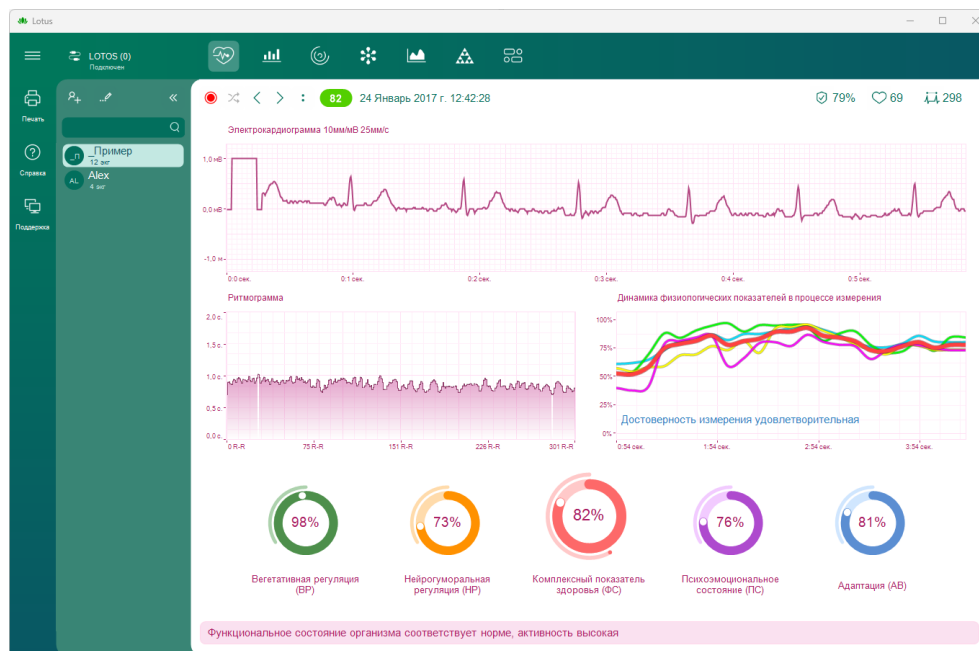 Lotus
LOTOS (0)
Подключен
Печать
Справка
Поддержка
_П
_Пример
12 экг
AL
Alex
4 экг
82
24 Январь 2017 г. 12:42:28
79%
69
298
Электрокардиограмма 10мм/мВ 25мм/с
1,0 мВ
0,0 мВ
-1,0 м
0:0 сек.
0:1 сек.
0:2 сек.
0:3 сек.
0:4 сек.
0:5 сек.
Ритмограмма
2.0 с.
1,5с.
1,0 с.
0,5 с.
0.0 с.
0 R-R
75 R-R
151 R-R
226 R-R
301 R-R
Динамика физиологических показателей в процессе измерения
100%
75%
50%
25%
0%
Достоверность измерения удовлетворительная
0:54 сек.
1:54 сек.
2:54 сек.
3:54 сек.
98%
Вегетативная регуляция
(ВР)
73%
Нейрогуморальная
регуляция (НР)
82%
Комплексный показатель
здоровья (ФС)
76%
Психоэмоциональное
состояние (ПС)
81%
Адаптация (АВ)
Функциональное состояние организма соответствует норме, активность высокая